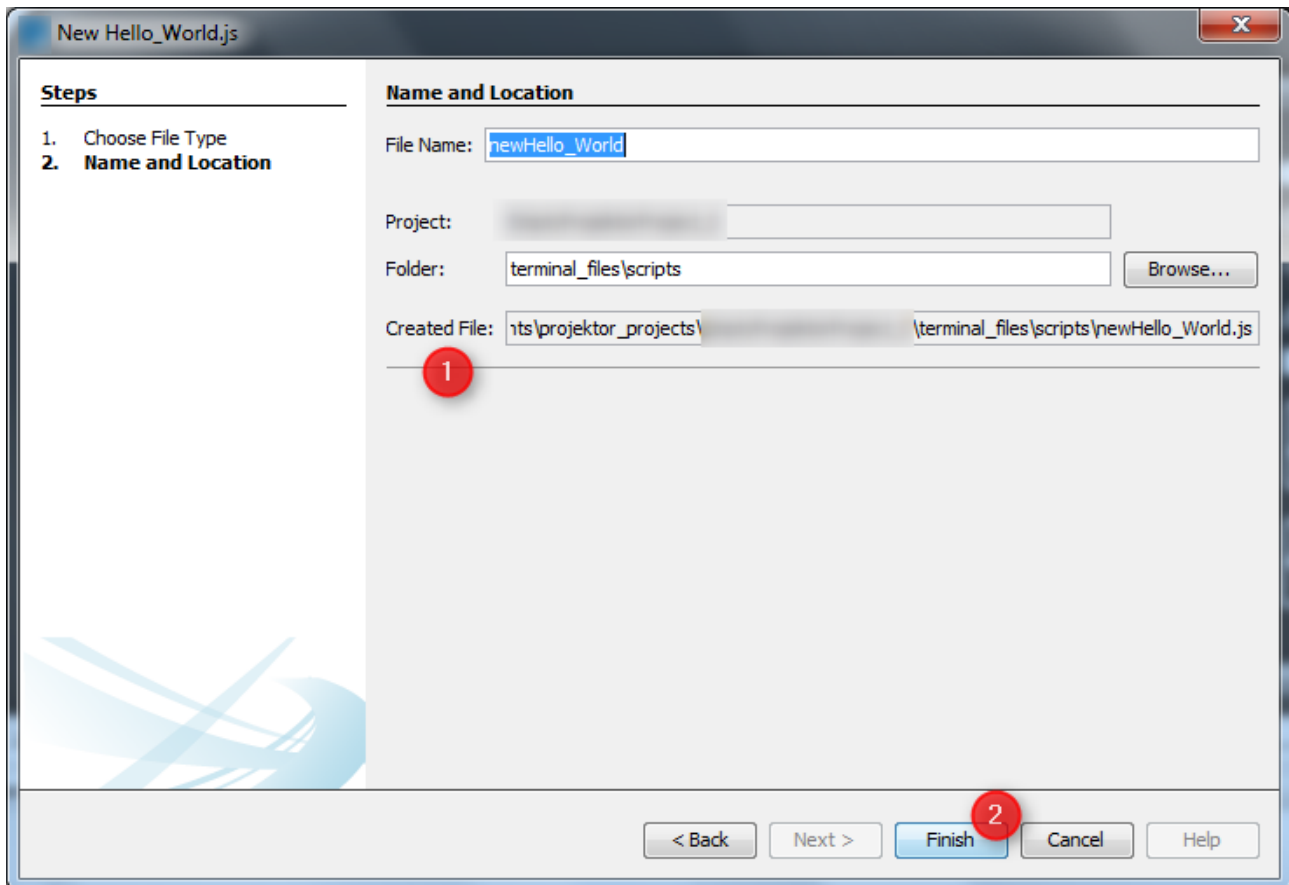 New Hello_World.js
X
Steps
1. Choose File Type
2. Name and Location
Name and Location
File Name: newHello_World
Project:
Folder: terminal_files\scripts Browse...
Created File: nts\projektor_projects\ \terminal_files\scripts\newHello_World.js
1
2
< Back Next > Finish Cancel Help